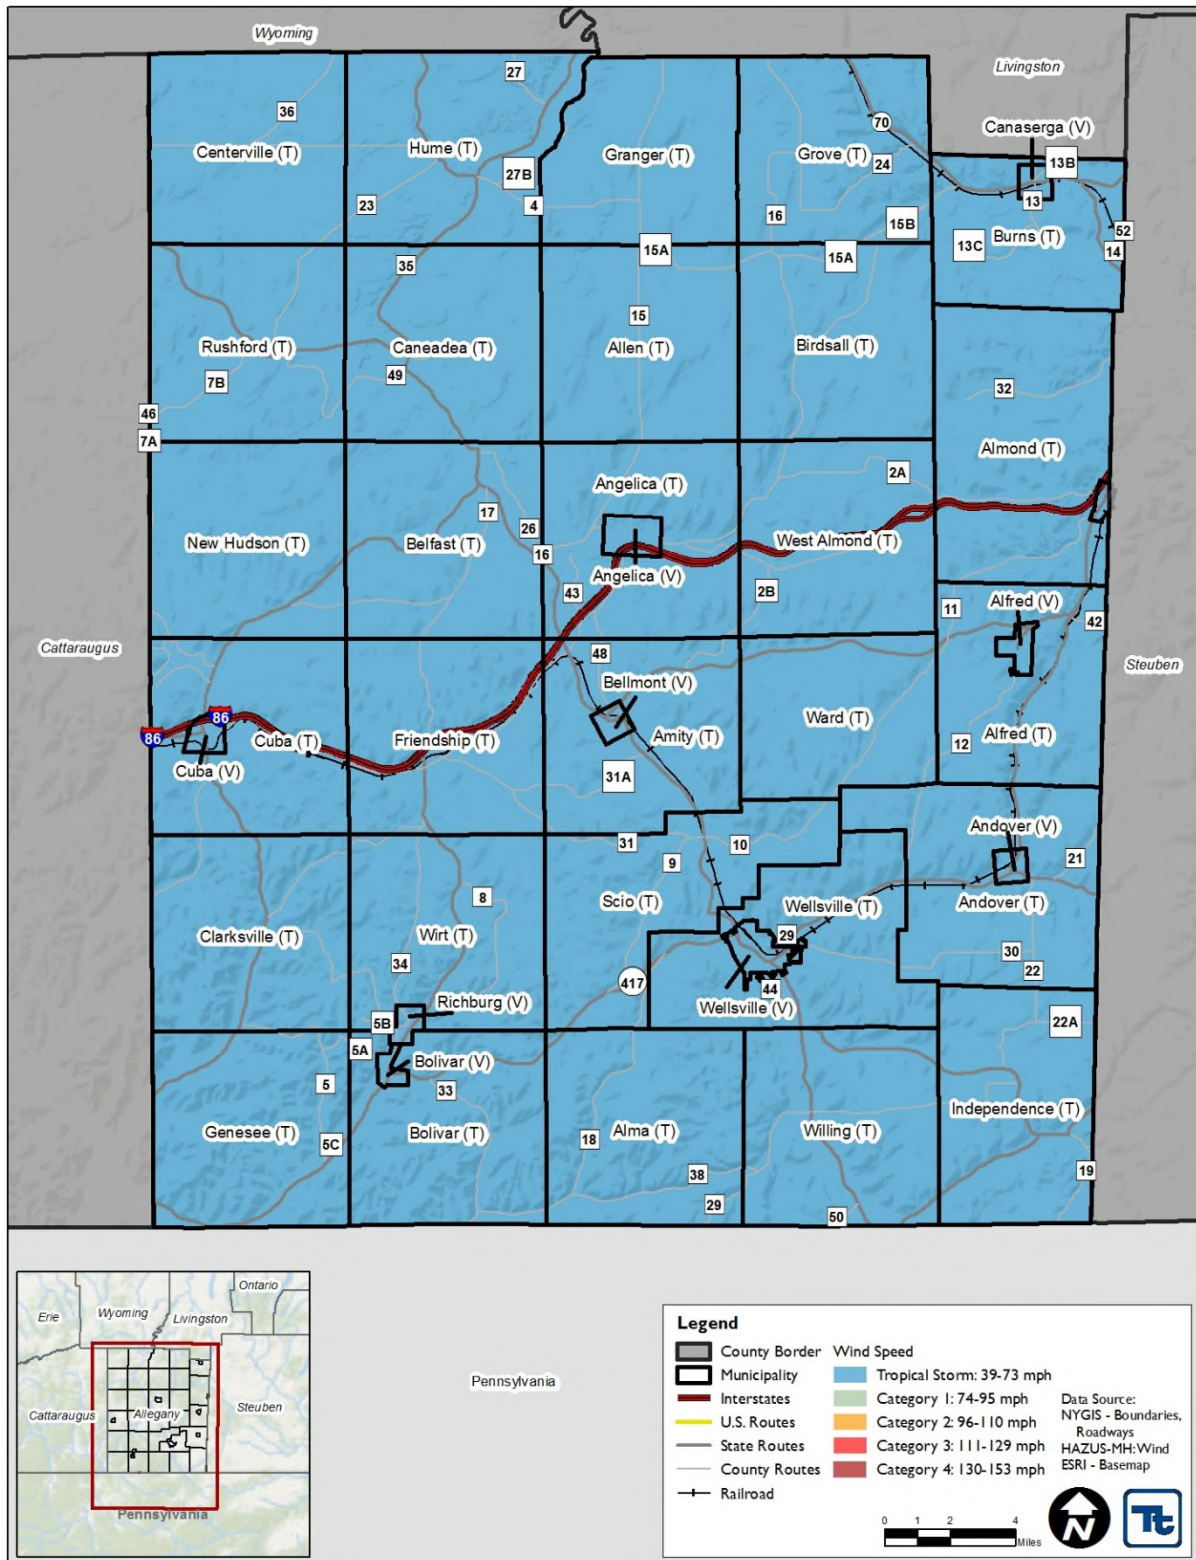 Wyoming
27
Livingston
36
70
Canaserga (V)
Centerville (T)
Hume (T)
Granger (T)
Grove (T)
24
13B
27B
23
4
16
15B
13
52
Burns (T)
13C
14
15A
15A
35
15
Rushford (T)
Caneadea (T)
Allen (T)
Birdsall (T)
7B
49
32
46
7A
Almond (T)
2A
Angelica (T)
17
26
New Hudson (T)
Belfast (T)
16
West Almond (T)
Angelica (V)
43
2B
11
Alfred (V)
42
Cattaraugus
48
Steuben
Bellmont (V)
86
86
Cuba (T)
Friendship (T)
Amity (T)
Ward (T)
12
Alfred (T)
Cuba (V)
31A
Andover (V)
31
10
9
21
8
Scio (T)
Wellsville (T)
Andover (T)
Clarksville (T)
Wirt (T)
29
30
34
22
417
44
Richburg (V)
Wellsville (V)
5B
22A
5A
Bolivar (V)
5
33
Independence (T)
Genesee (T)
Bolivar (T)
18
Alma (T)
Willing (T)
5C
38
19
29
50
Ontario
Erie
Wyoming
Livingston
Cattaraugus
Allegany
Steuben
Pennsylvania
Pennsylvania
Legend
County Border
Municipality
Interstates
U.S. Routes
State Routes
County Routes
Railroad
Wind Speed
Tropical Storm: 39-73 mph
Category 1: 74-95 mph
Category 2: 96-110 mph
Category 3: 111-129 mph
Category 4: 130-153 mph
Data Source:
NYGIS - Boundaries,
Roadways
HAZUS-MH: Wind
ESRI - Basemap
0 1 2 4
Miles
N
Tt